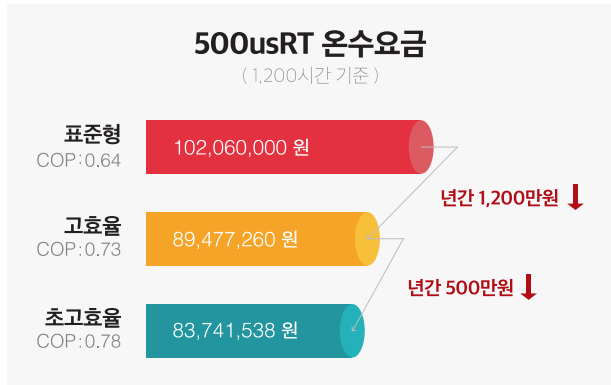 500usRT 온수요금
( 1,200시간 기준 )
표준형
COP:0.64
102,060,000 원
년간 1,200만원
고효율
COP:0.73
89,477,260 원
년간 500만원
초고효율
COP:0.78
83,741,538 원